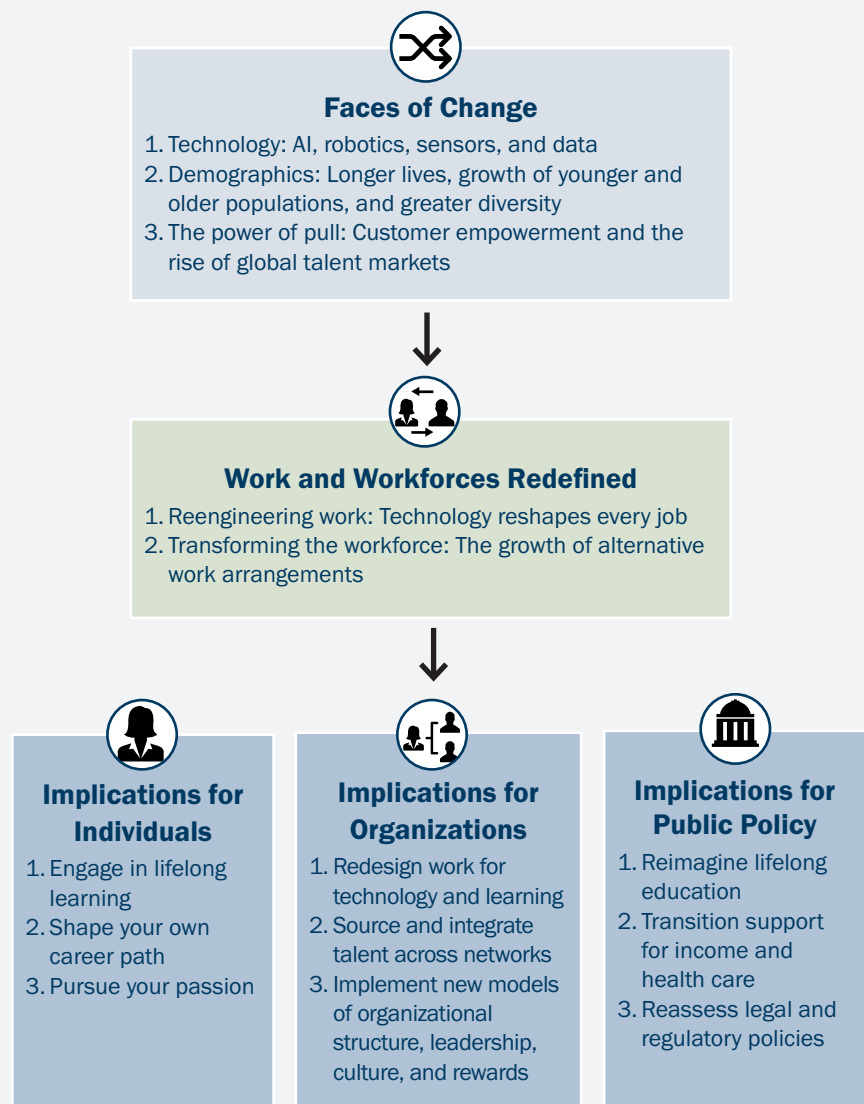 Faces of Change
1. Technology: AI, robotics, sensors, and data
2. Demographics: Longer lives, growth of younger and
older populations, and greater diversity
3. The power of pull: Customer empowerment and the
rise of global talent markets
Work and Workforces Redefined
1. Reengineering work: Technology reshapes every job
2. Transforming the workforce: The growth of alternative
work arrangements
Implications for
Individuals
1. Engage in lifelong
learning
2. Shape your own
career path
3. Pursue your passion
Implications for
Organizations
1. Redesign work for
technology and learning
2. Source and integrate
talent across networks
3. Implement new models
of organizational
structure, leadership,
culture, and rewards
Implications for
Public Policy
1. Reimagine lifelong
education
2. Transition support
for income and
health care
3. Reassess legal and
regulatory policies